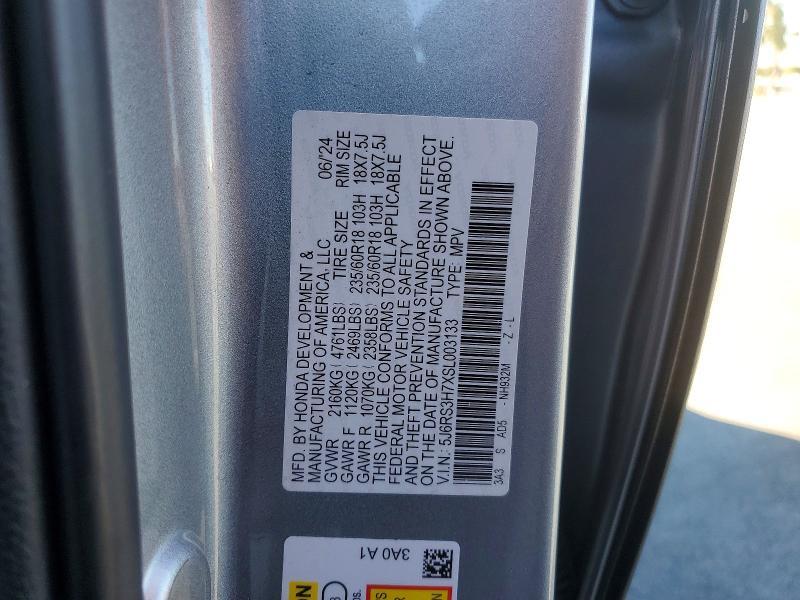 MFD. BY HONDA DEVELOPMENT &
MANUFACTURING OF AMERICA, LLC 06/'24
GVWR 2160KG (4761LBS) TIRE SIZE RIM SIZE
GAWR F 1120KG (2469LBS) 235/60R18 103H 18X7.5J
GAWR R 1070KG (2358LBS) 235/60R18 103H 18X7.5J
THIS VEHICLE CONFORMS TO ALL APPLICABLE
FEDERAL MOTOR VEHICLE SAFETY
AND THEFT PREVENTION STANDARDS IN EFFECT
ON THE DATE OF MANUFACTURE SHOWN ABOVE.
V.I.N.: 5J6RS3H7XSL003133 TYPE: MPV
3A3 S AD5 - NH932M - Z - L
3A0 A1